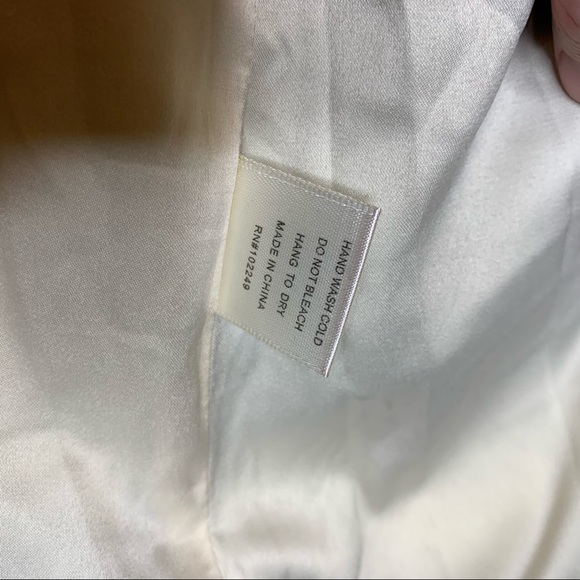 HAND WASH COLD
DO NOT BLEACH
HANG TO DRY
MADE IN CHINA
RN#102249